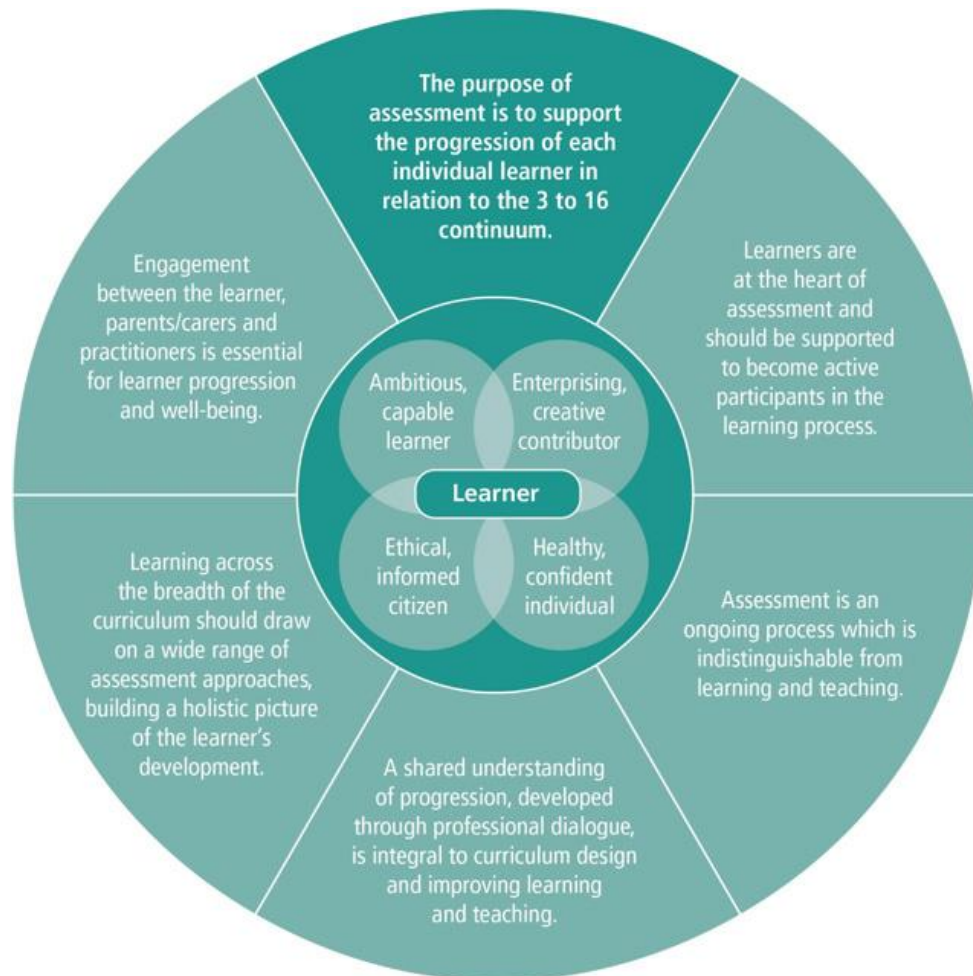 The purpose of
assessment is to support
the progression of each
individual learner in
relation to the 3 to 16
continuum.
Learners are
at the heart of
assessment and
should be supported
to become active
participants in the
learning process.
Assessment is an
ongoing process which is
indistinguishable from
learning and teaching.
A shared understanding
of progression, developed
through professional dialogue,
is integral to curriculum design
and improving learning
and teaching.
Learning across
the breadth of the
curriculum should draw
on a wide range of
assessment approaches,
building a holistic picture
of the learner’s
development.
Engagement
between the learner,
parents/carers and
practitioners is essential
for learner progression
and well-being.
Ambitious,
capable
learner
Enterprising,
creative
contributor
Learner
Ethical,
informed
citizen
Healthy,
confident
individual